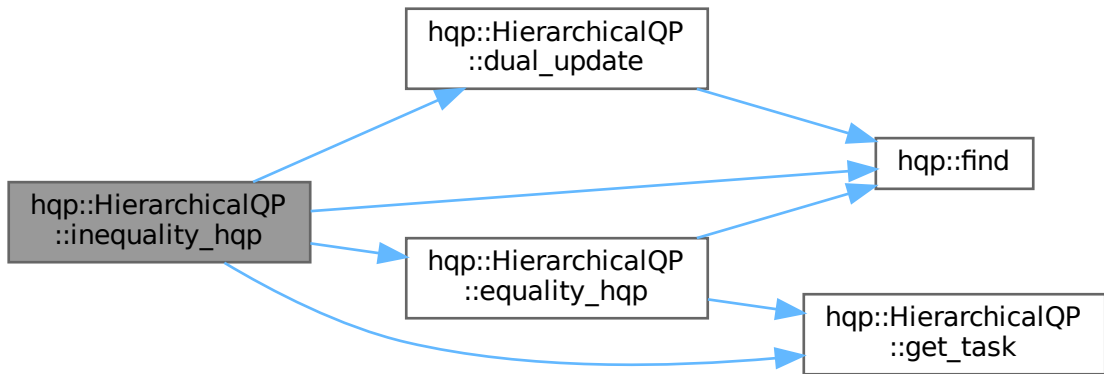 hqp::HierarchicalQP
::inequality_hqp
hqp::HierarchicalQP
::dual_update
hqp::find
hqp::HierarchicalQP
::equality_hqp
hqp::HierarchicalQP
::get_task